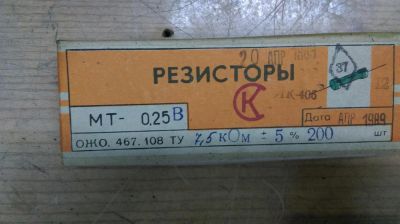 20 АПР 1989
РЕЗИСТОРЫ
37
МТ- 0,25В
К
Дата АПР 1989
ОЖО. 467. 108 ТУ 7,5 кОм ± 5 % 200 шт